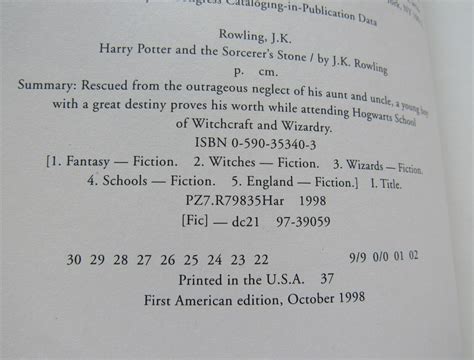 Cataloging-in-Publication Data
Rowling, J.K.
Harry Potter and the Sorcerer's Stone / by J.K. Rowling
p. cm.
Summary: Rescued from the outrageous neglect of his aunt and uncle, a young boy
with a great destiny proves his worth while attending Hogwarts School
of Witchcraft and Wizardry.
ISBN 0-590-35340-3
[1. Fantasy — Fiction. 2. Witches — Fiction. 3. Wizards — Fiction.
4. Schools — Fiction. 5. England — Fiction.] I. Title.
PZ7.R79835Har 1998
[Fic] — dc21 97-39059
30 29 28 27 26 25 24 23 22 9/9 0/0 01 02
Printed in the U.S.A. 37
First American edition, October 1998